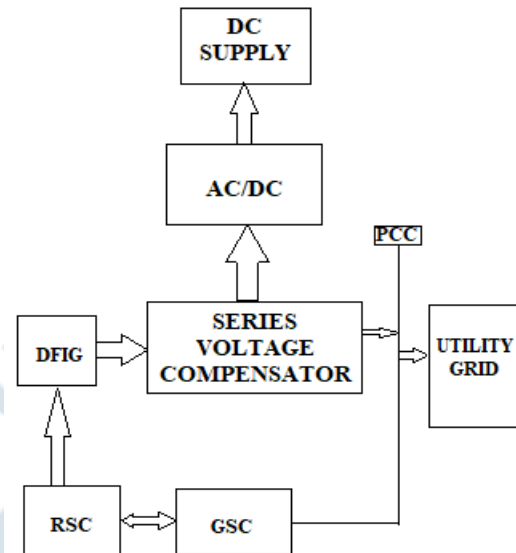 DC
SUPPLY
AC/DC
PCC
SERIES
VOLTAGE
COMPENSATOR
DFIG
UTILITY
GRID
RSC
GSC